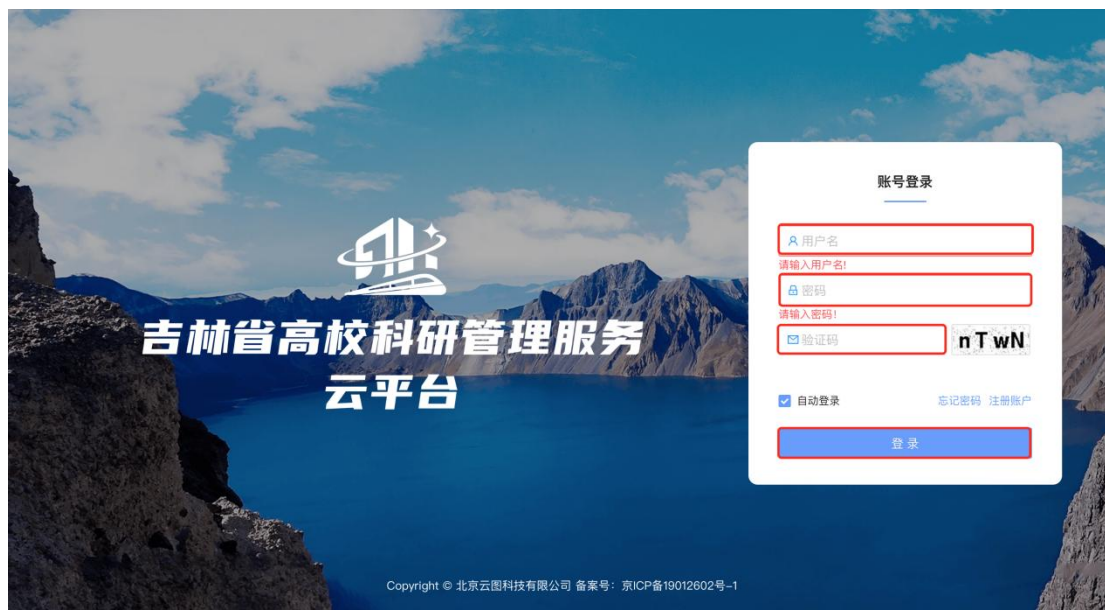 账号登录
用户名
请输入用户名!
密码
请输入密码!
验证码
nTwN
自动登录
忘记密码 注册账户
登 录
吉林省高校科研管理服务
云平台
Copyright © 北京云图科技有限公司 备案号：京ICP备19012602号-1